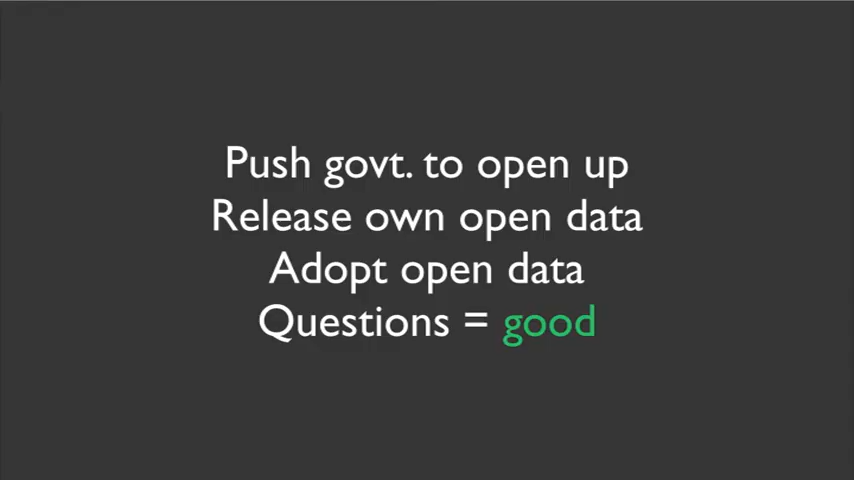 Push govt. to open up
Release own open data
Adopt open data
Questions = good